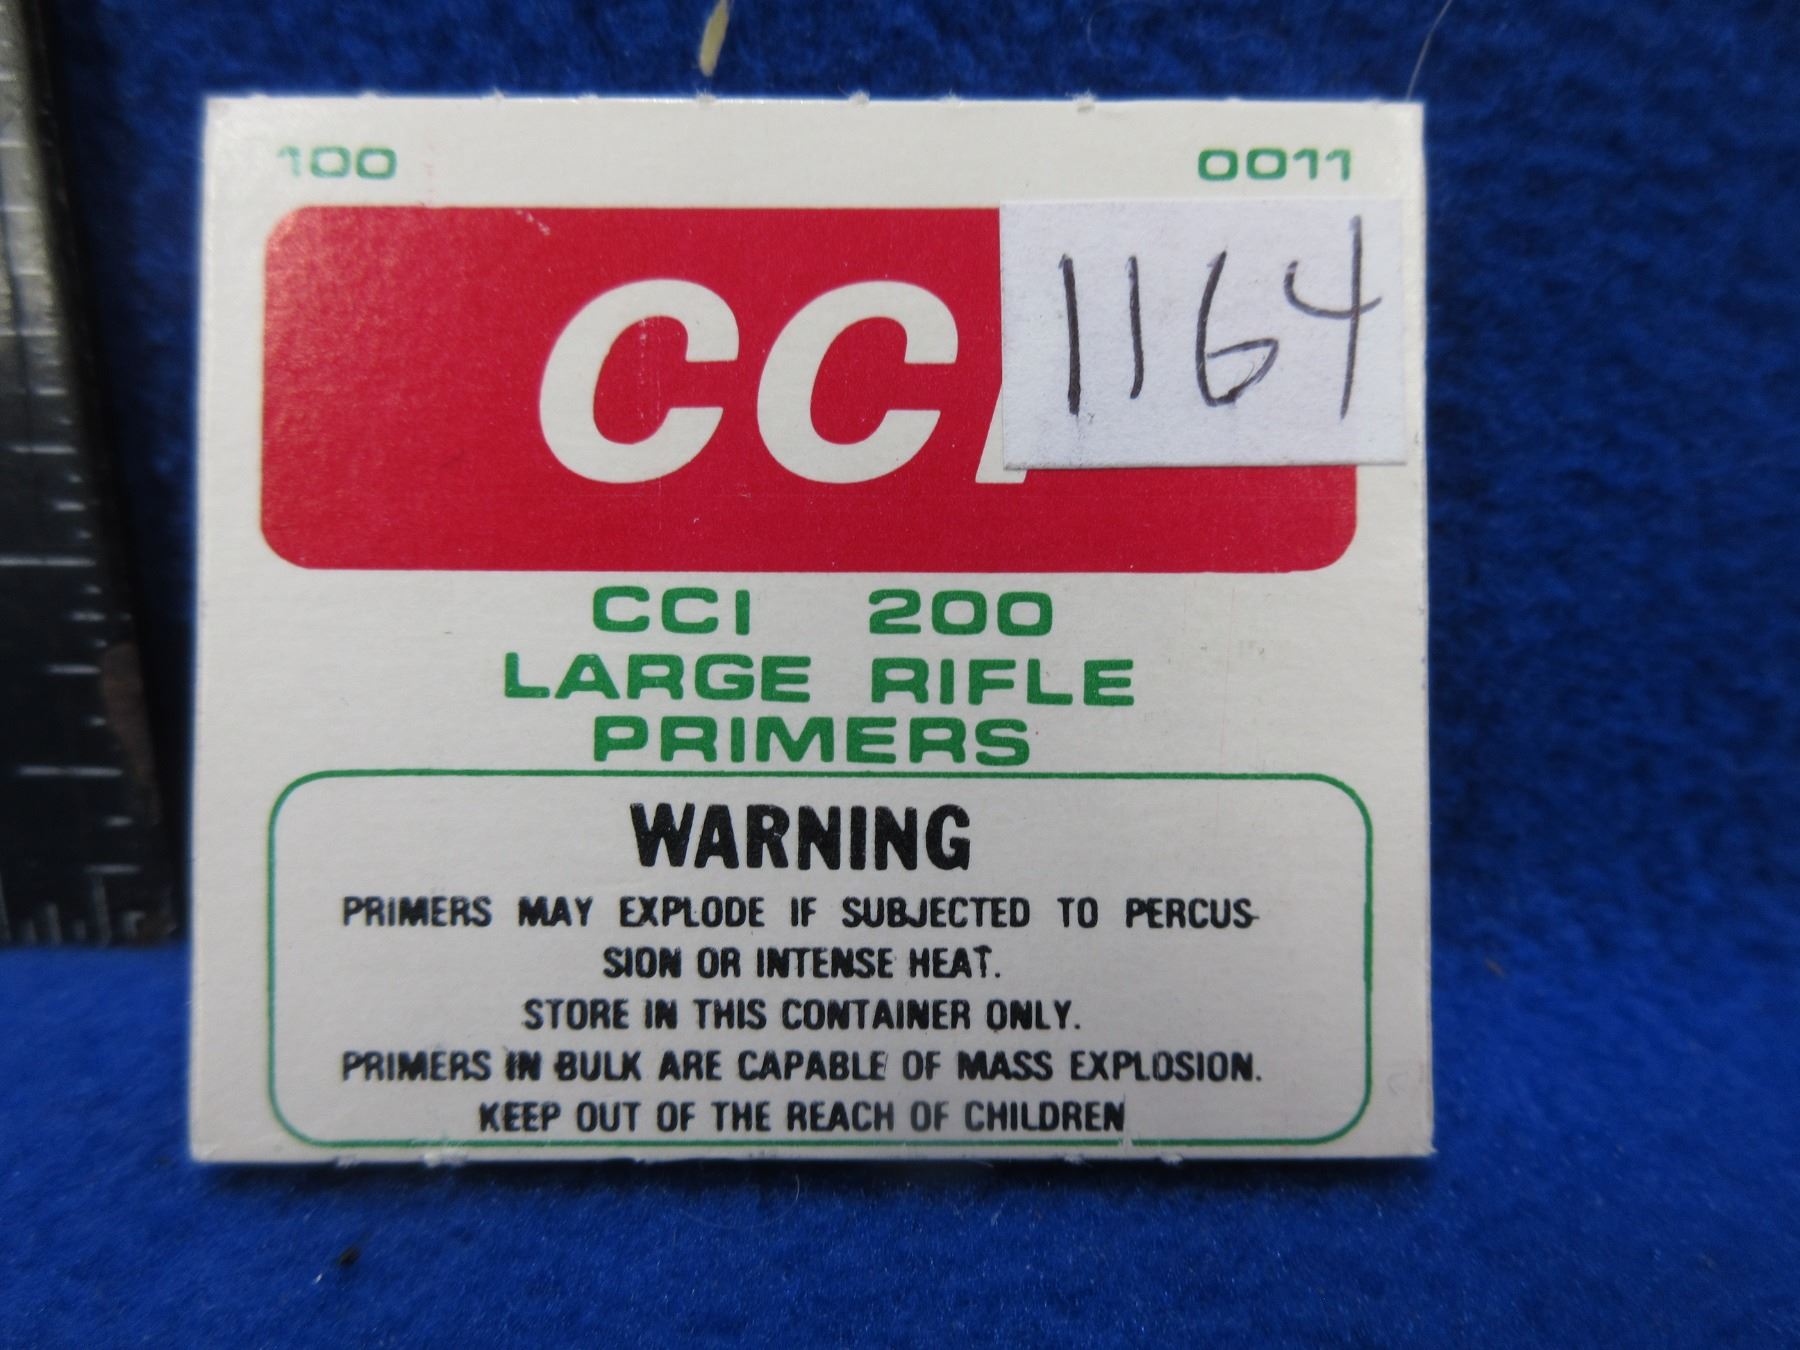 100 0011
CCI
1164
CCI 200
LARGE RIFLE
PRIMERS
WARNING
PRIMERS MAY EXPLODE IF SUBJECTED TO PERCUS-
SION OR INTENSE HEAT.
STORE IN THIS CONTAINER ONLY.
PRIMERS IN BULK ARE CAPABLE OF MASS EXPLOSION.
KEEP OUT OF THE REACH OF CHILDREN